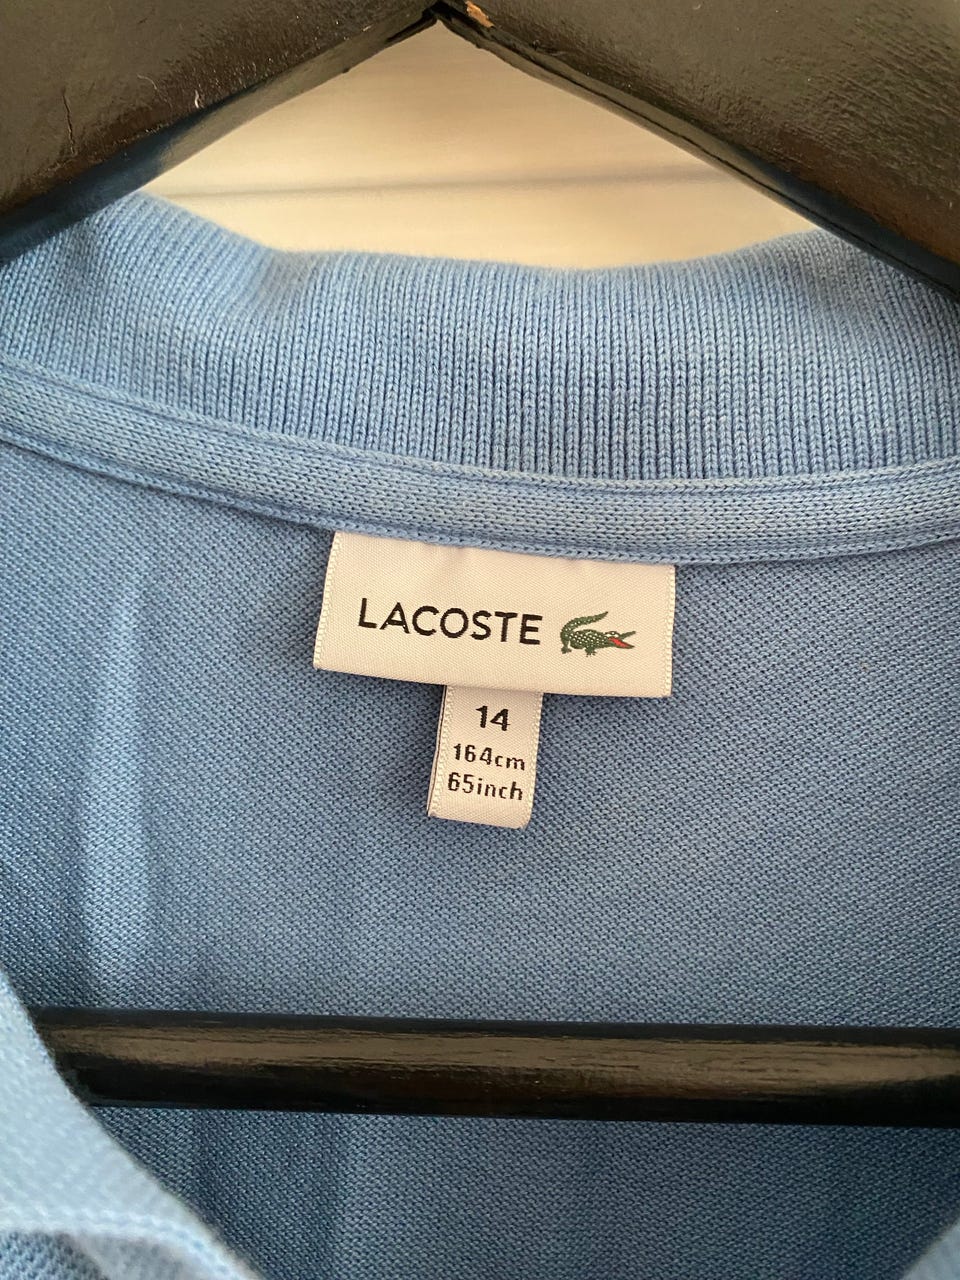 LACOSTE
14
164cm
65inch